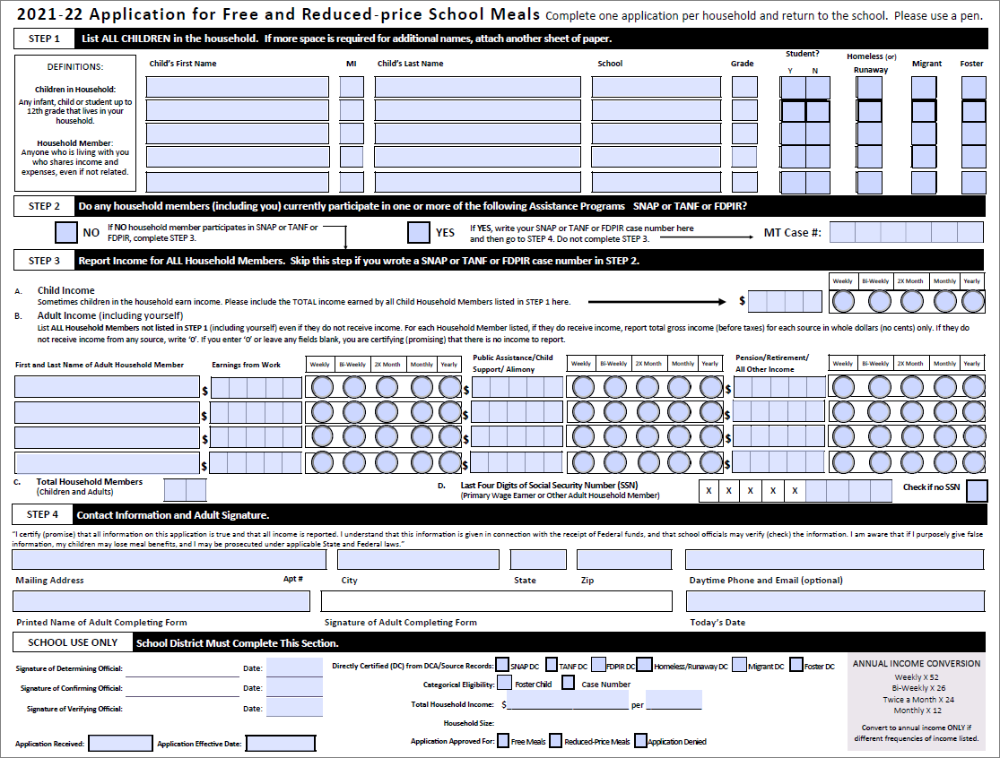 2021-22 Application for Free and Reduced-price School Meals Complete one application per household and return to the school. Please use a pen.
STEP 1 List ALL CHILDREN in the household. If more space is required for additional names, attach another sheet of paper.
DEFINITIONS:
Children in Household:
Any infant, child or student up to
12th grade that lives in your
household.
Household Member:
Anyone who is living with you
who shares income and
expenses, even if not related.
Child's First Name MI Child's Last Name School Grade Student? Homeless (or) Migrant Foster
Y N Runaway
STEP 2 Do any household members (including you) currently participate in one or more of the following Assistance Programs SNAP or TANF or FDPIR?
NO If NO household member participates in SNAP or TANF or
FDPIR, complete STEP 3.
YES If YES, write your SNAP or TANF or FDPIR case number here
and then go to STEP 4. Do not complete STEP 3.
MT Case #:
STEP 3 Report Income for ALL Household Members. Skip this step if you wrote a SNAP or TANF or FDPIR case number in STEP 2.
Weekly Bi-Weekly 2X Month Monthly Yearly
A. Child Income
Sometimes children in the household earn income. Please include the TOTAL income earned by all Child Household Members listed in STEP 1 here. $
B. Adult Income (including yourself)
List ALL Household Members not listed in STEP 1 (including yourself) even if they do not receive income. For each Household Member listed, if they do receive income, report total gross income (before taxes) for each source in whole dollars (no cents) only. If they do
not receive income from any source, write '0'. If you enter '0' or leave any fields blank, you are certifying (promising) that there is no income to report.
First and Last Name of Adult Household Member Earnings from Work Weekly Bi-Weekly 2X Month Monthly Yearly Public Assistance/Child Support/ Alimony Weekly Bi-Weekly 2X Month Monthly Yearly Pension/Retirement/ All Other Income Weekly Bi-Weekly 2X Month Monthly Yearly
$ $ $
$ $ $
$ $ $
$ $ $
C. Total Household Members
(Children and Adults)
D. Last Four Digits of Social Security Number (SSN)
(Primary Wage Earner or Other Adult Household Member)
X X X X X Check if no SSN
STEP 4 Contact Information and Adult Signature.
"I certify (promise) that all information on this application is true and that all income is reported. I understand that this information is given in connection with the receipt of Federal funds, and that school officials may verify (check) the information. I am aware that if I purposely give false
information, my children may lose meal benefits, and I may be prosecuted under applicable State and Federal laws."
Mailing Address Apt # City State Zip Daytime Phone and Email (optional)
Printed Name of Adult Completing Form Signature of Adult Completing Form Today's Date
SCHOOL USE ONLY School District Must Complete This Section.
Signature of Determining Official: Date:
Signature of Confirming Official: Date:
Signature of Verifying Official: Date:
Application Received: Application Effective Date:
Directly Certified (DC) from DCA/Source Records: SNAP DC TANF DC FDPIR DC Homeless/Runaway DC Migrant DC Foster DC
Categorical Eligibility: Foster Child Case Number
Total Household Income: $ per
Household Size:
Application Approved For: Free Meals Reduced-Price Meals Application Denied
ANNUAL INCOME CONVERSION
Weekly X 52
Bi-Weekly X 26
Twice a Month X 24
Monthly X 12
Convert to annual income ONLY if
different frequencies of income listed.